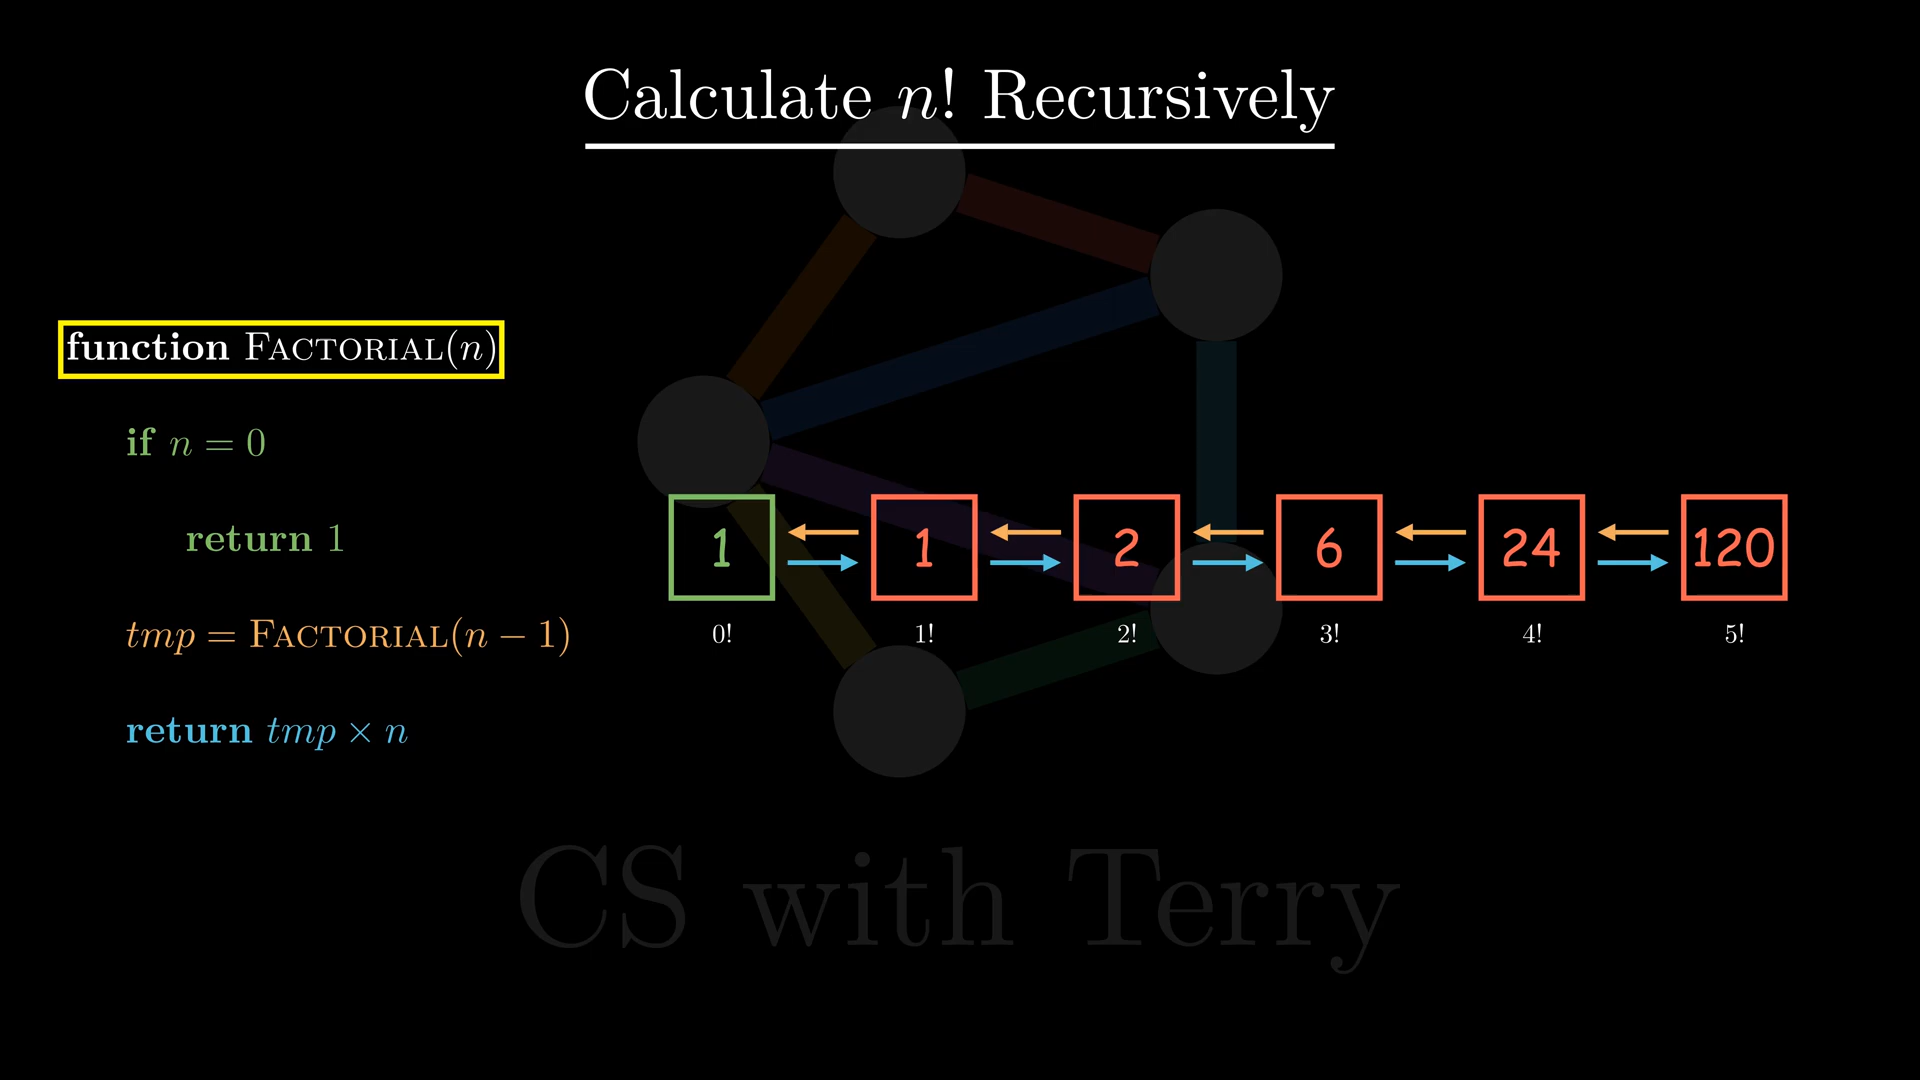 Calculate n! Recursively
function FACTORIAL(n)
if n = 0
return 1
tmp = FACTORIAL(n − 1)
return tmp × n
1 1 2 6 24 120
0! 1! 2! 3! 4! 5!
CS with Terry